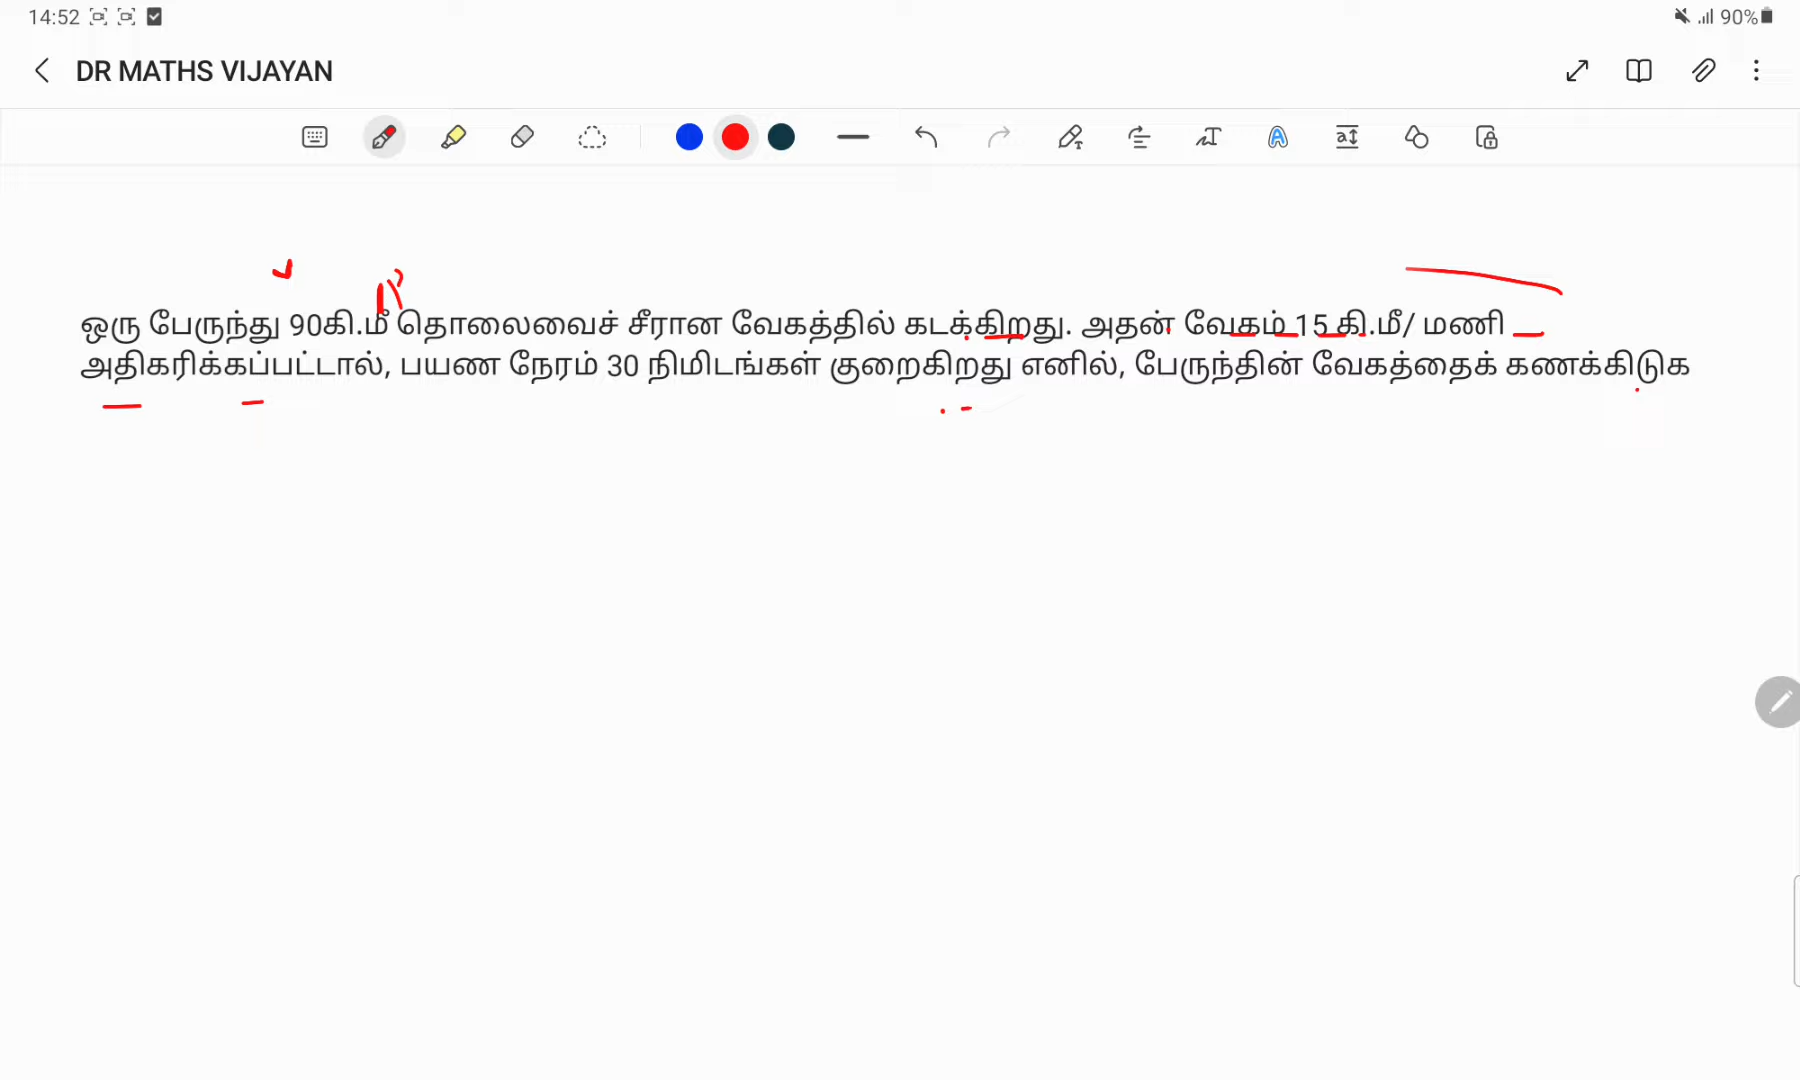 14:52
90%
DR MATHS VIJAYAN
ஒரு பேருந்து 90கி.மீ தொலைவைச் சீரான வேகத்தில் கடக்கிறது. அதன் வேகம் 15 கி.மீ/ மணி
அதிகரிக்கப்பட்டால், பயண நேரம் 30 நிமிடங்கள் குறைகிறது எனில், பேருந்தின் வேகத்தைக் கணக்கிடுக